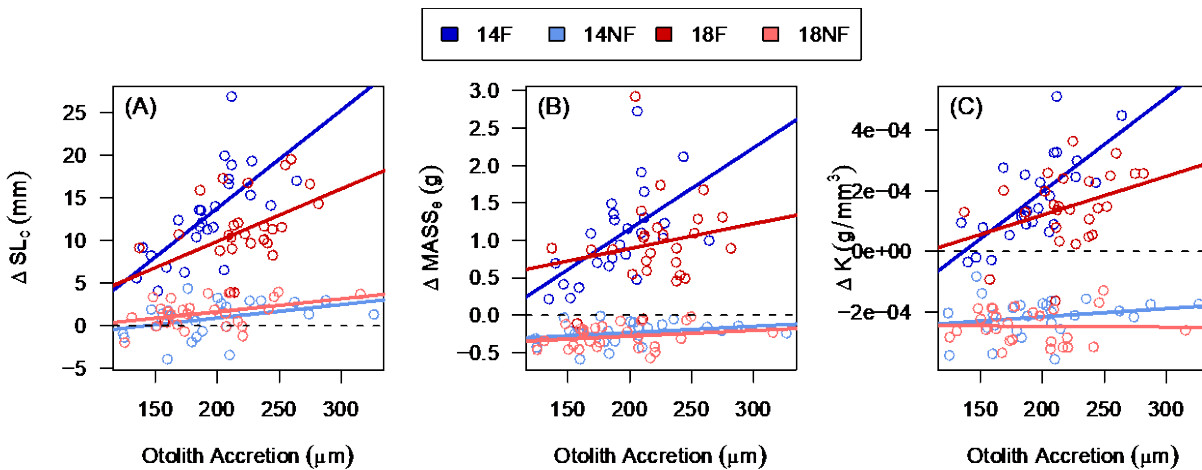 14F 14NF 18F 18NF
(A)
Δ SLc (mm)
25
20
15
10
5
0
−5
150 200 250 300
Otolith Accretion (μm)
(B)
Δ MASSe (g)
3.0
2.5
2.0
1.5
1.0
0.5
0.0
−0.5
150 200 250 300
Otolith Accretion (μm)
(C)
Δ K (g/mm³)
4e−04
2e−04
0e+00
−2e−04
150 200 250 300
Otolith Accretion (μm)